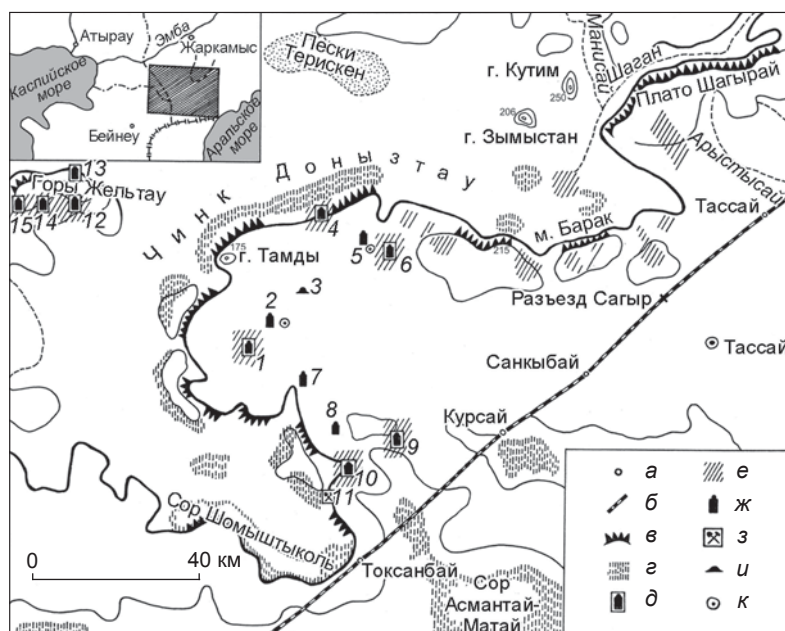 Атырау
Эмба
Жаркамыс
Каспийское
море
Бейнеу
Аральское
море
Пески
Терискен
Манисай
Шаган
г. Кутим
250
Плато Шагырай
206
г. Зымыстан
Арыстысай
13
Горы Жельтау
15 14 12
Чинк Донызтау
4
м. Барак
215
Тассай
5 6
175
г. Тамды
3
Разъезд Сагыр
2
1
Санкыбай
Тассай
7
8
Курсай
9
10
11
Сор Шомыштыколь
0 40 км
Токсанбай
Сор
Асмантай-
Матай
а е
б ж
в з
г и
д к